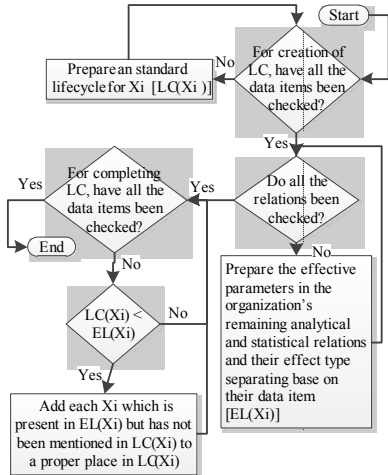 Start
For creation of
LC, have all the
data items been
checked?
No
Prepare an standard
lifecycle for Xi [LC(Xi )]
Yes
Do all the
relations been
checked?
Yes
No
For completing
LC, have all the
data items been
checked?
Yes
End
No
Prepare the effective
parameters in the
organization's
remaining analytical
and statistical relations
and their effect type
separating base on
their data item
[EL(Xi)]
LC(Xi) <
EL(Xi)
No
Yes
Add each Xi which is
present in EL(Xi) but has not
been mentioned in LC(Xi) to
a proper place in LC(Xi)